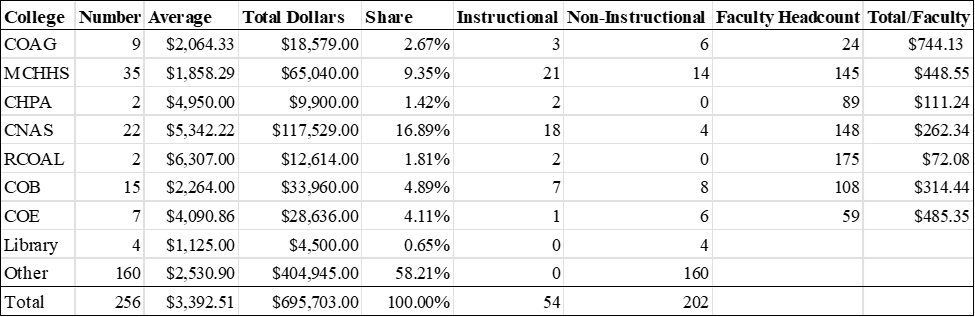 College Number Average Total Dollars Share Instructional Non-Instructional Faculty Headcount Total/Faculty
COAG 9 $2,064.33 $18,579.00 2.67% 3 6 24 $744.13
MCHHS 35 $1,858.29 $65,040.00 9.35% 21 14 145 $448.55
CHPA 2 $4,950.00 $9,900.00 1.42% 2 0 89 $111.24
CNAS 22 $5,342.22 $117,529.00 16.89% 18 4 148 $262.34
RCOAL 2 $6,307.00 $12,614.00 1.81% 2 0 175 $72.08
COB 15 $2,264.00 $33,960.00 4.89% 7 8 108 $314.44
COE 7 $4,090.86 $28,636.00 4.11% 1 6 59 $485.35
Library 4 $1,125.00 $4,500.00 0.65% 0 4
Other 160 $2,530.90 $404,945.00 58.21% 0 160
Total 256 $3,392.51 $695,703.00 100.00% 54 202